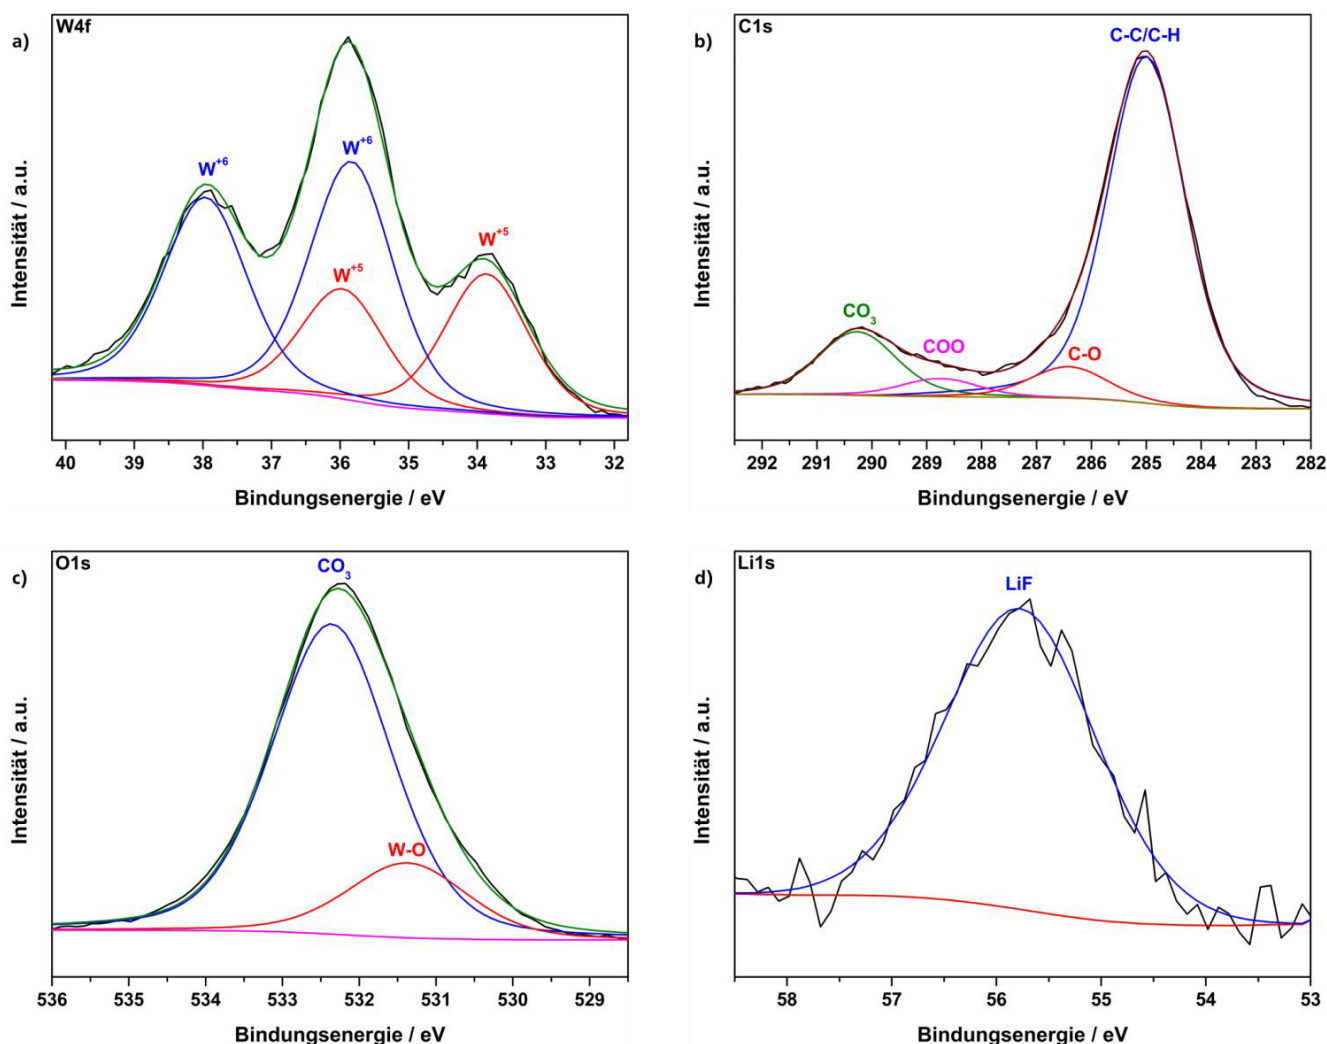 a)
W4f
W+6
W+6
W+5
W+5
Intensität / a.u.
40 39 38 37 36 35 34 33 32
Bindungsenergie / eV
b)
C1s
C-C/C-H
CO3
COO
C-O
Intensität / a.u.
292 291 290 289 288 287 286 285 284 283 282
Bindungsenergie / eV
c)
O1s
CO3
W-O
Intensität / a.u.
536 535 534 533 532 531 530 529
Bindungsenergie / eV
d)
Li1s
LiF
Intensität / a.u.
58 57 56 55 54 53
Bindungsenergie / eV